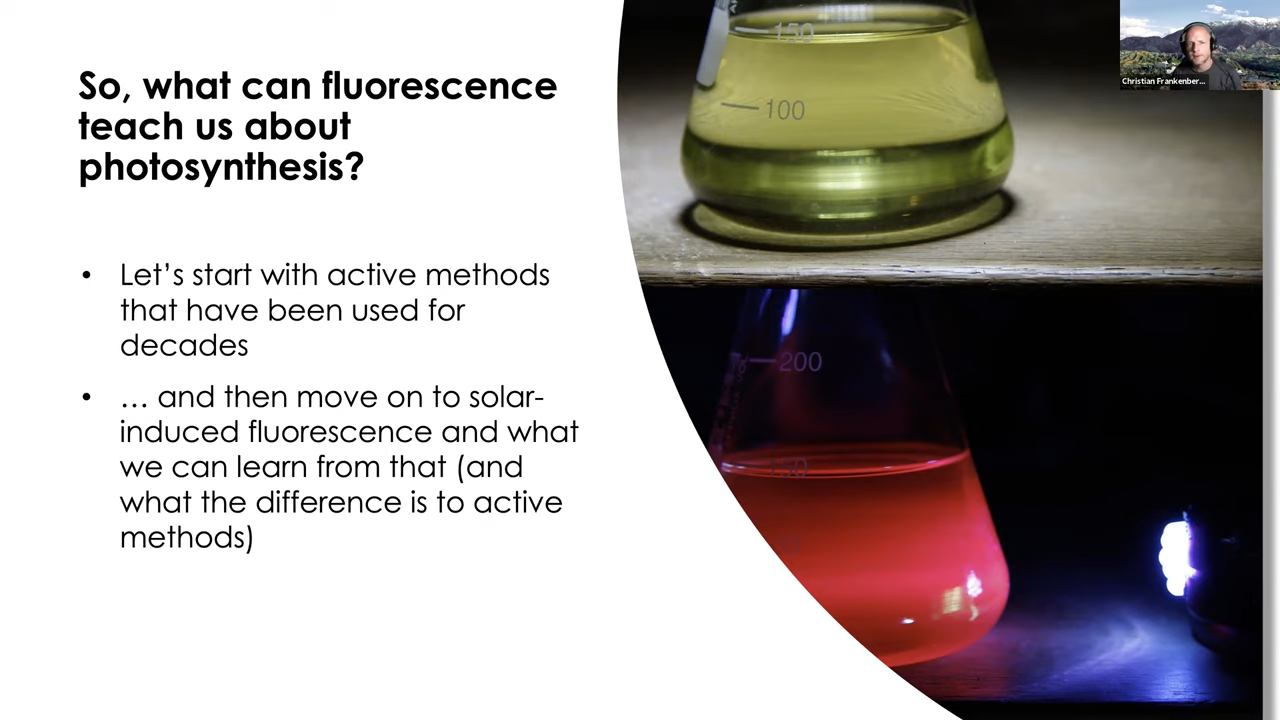 So, what can fluorescence
teach us about
photosynthesis?
• Let’s start with active methods
that have been used for
decades
• … and then move on to solar-
induced fluorescence and what
we can learn from that (and
what the difference is to active
methods)
150
100
200
150
Christian Frankenber...